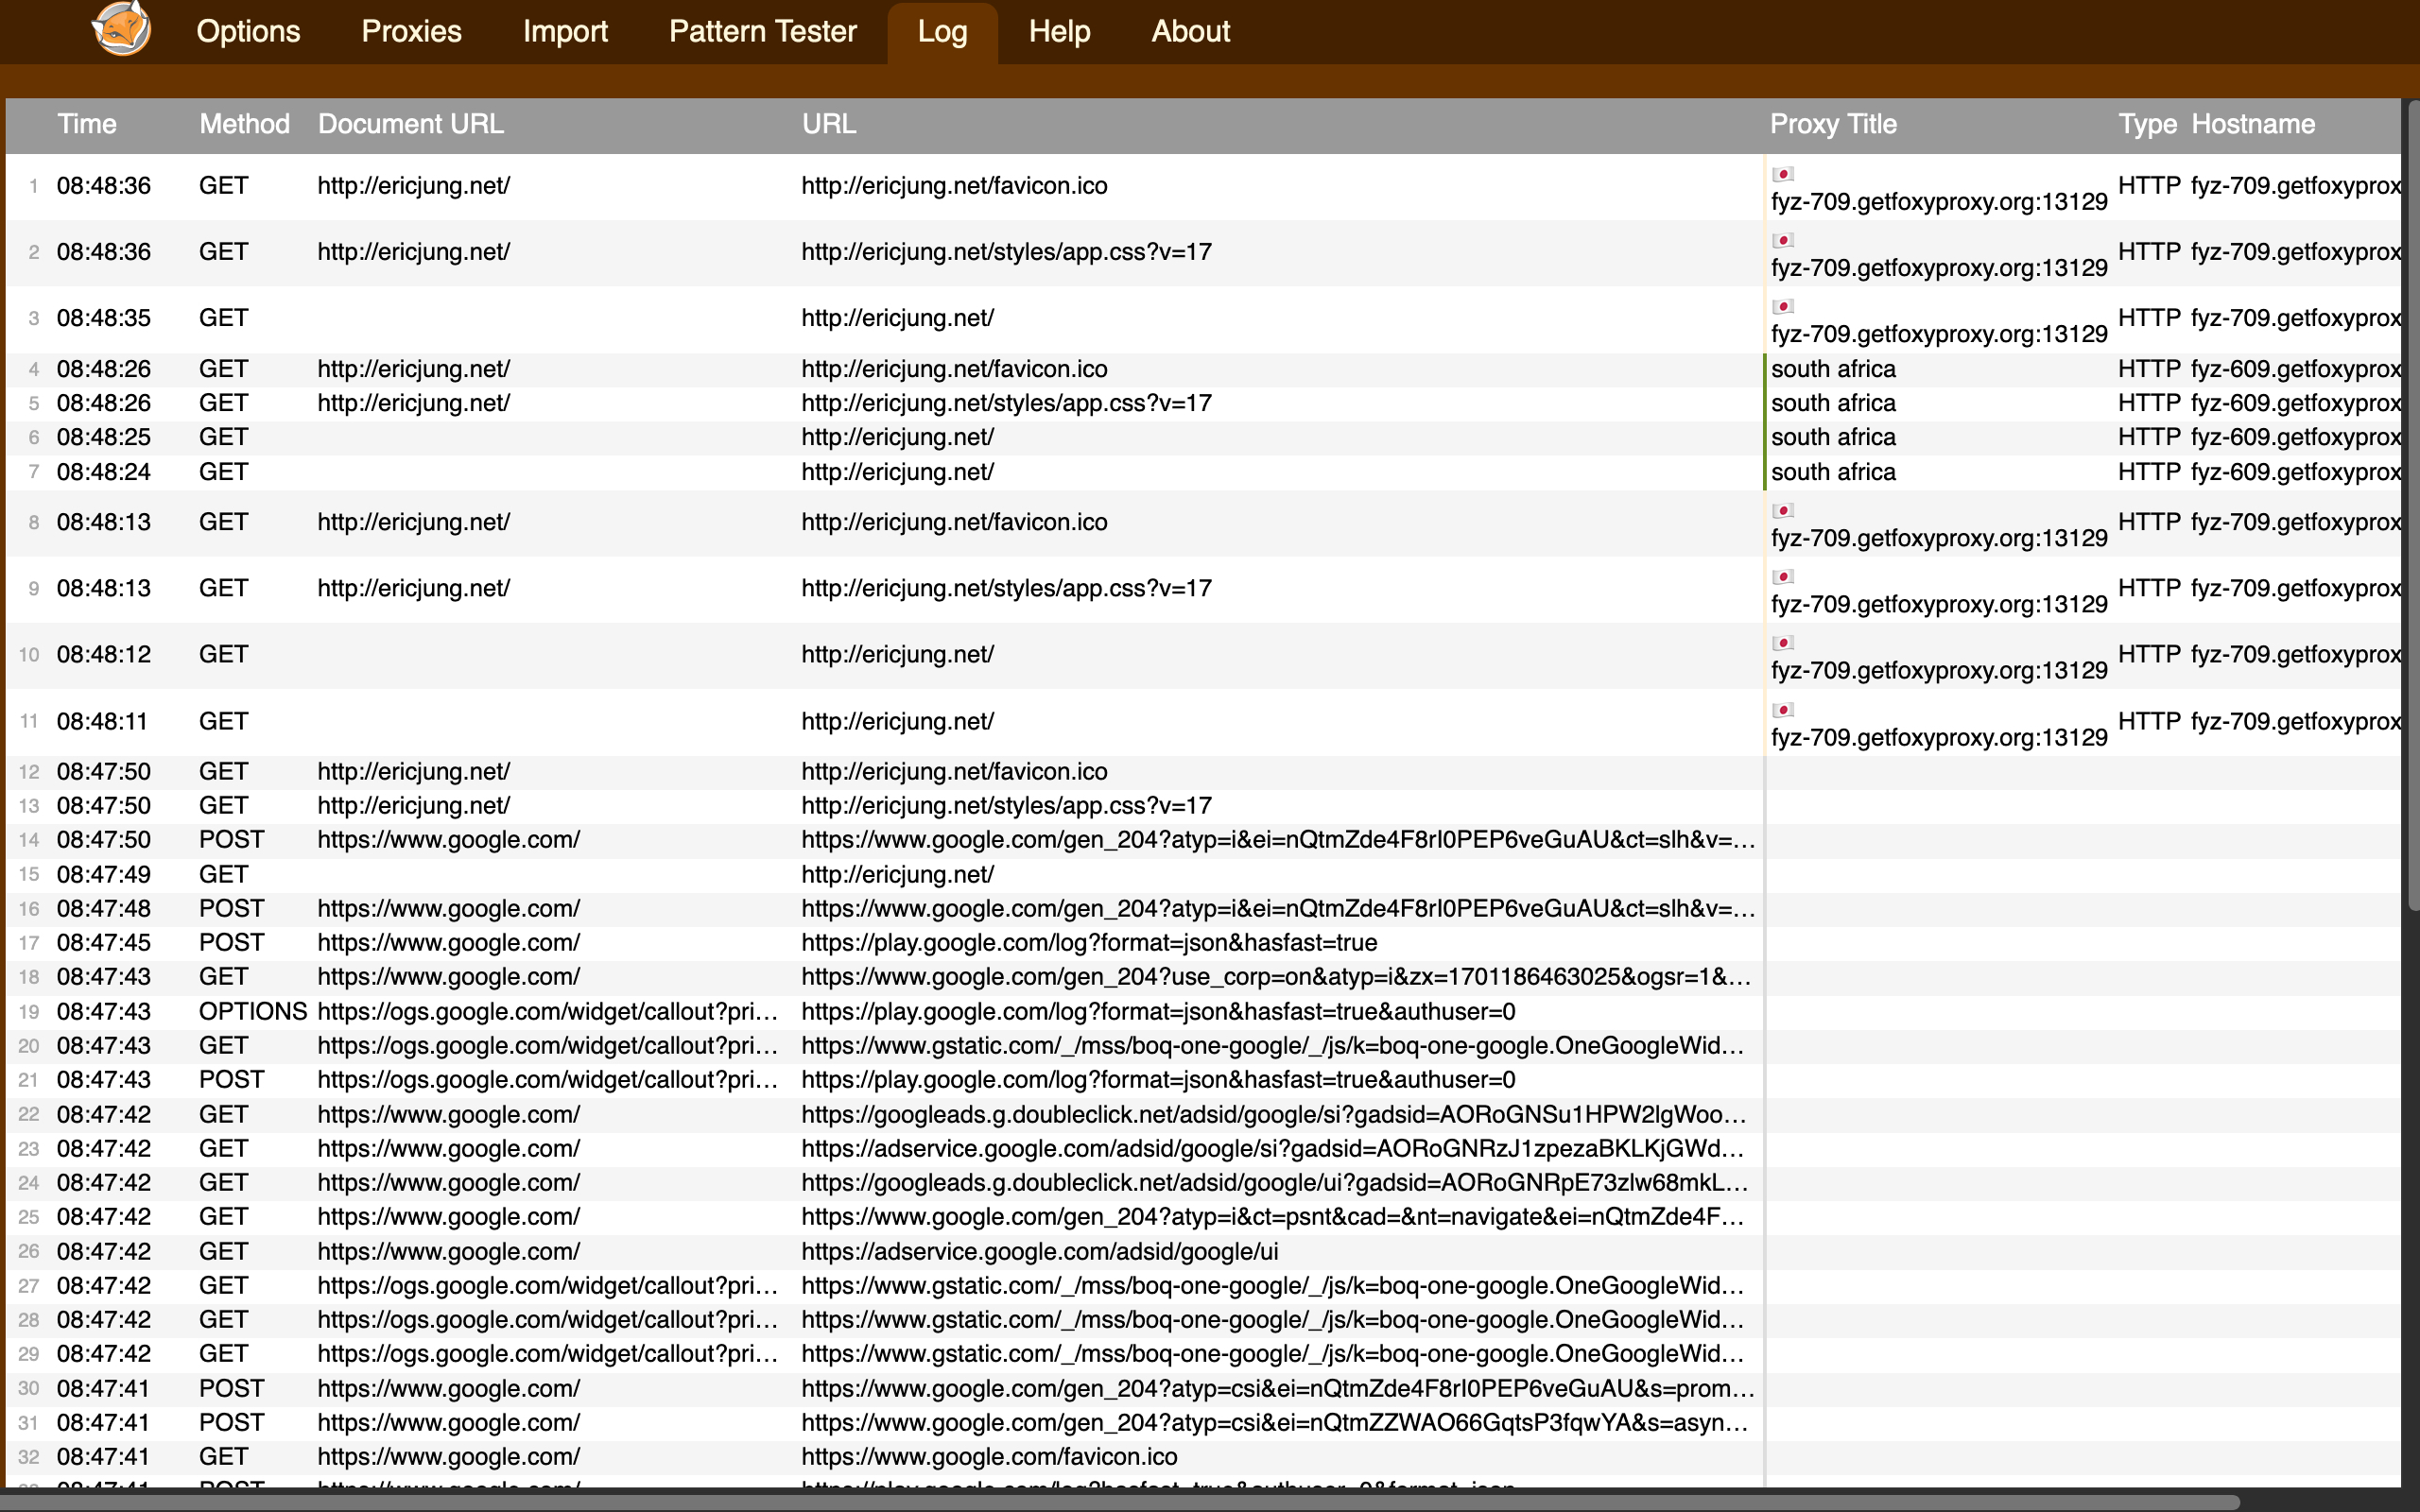 Options Proxies Import Pattern Tester Log Help About
Time Method Document URL URL Proxy Title Type Hostname
1 08:48:36 GET http://ericjung.net/ http://ericjung.net/favicon.ico 🇯🇵 fyz-709.getfoxyproxy.org:13129 HTTP fyz-709.getfoxyprox
2 08:48:36 GET http://ericjung.net/ http://ericjung.net/styles/app.css?v=17 🇯🇵 fyz-709.getfoxyproxy.org:13129 HTTP fyz-709.getfoxyprox
3 08:48:35 GET http://ericjung.net/ 🇯🇵 fyz-709.getfoxyproxy.org:13129 HTTP fyz-709.getfoxyprox
4 08:48:26 GET http://ericjung.net/ http://ericjung.net/favicon.ico south africa HTTP fyz-609.getfoxyprox
5 08:48:26 GET http://ericjung.net/ http://ericjung.net/styles/app.css?v=17 south africa HTTP fyz-609.getfoxyprox
6 08:48:25 GET http://ericjung.net/ south africa HTTP fyz-609.getfoxyprox
7 08:48:24 GET http://ericjung.net/ south africa HTTP fyz-609.getfoxyprox
8 08:48:13 GET http://ericjung.net/ http://ericjung.net/favicon.ico 🇯🇵 fyz-709.getfoxyproxy.org:13129 HTTP fyz-709.getfoxyprox
9 08:48:13 GET http://ericjung.net/ http://ericjung.net/styles/app.css?v=17 🇯🇵 fyz-709.getfoxyproxy.org:13129 HTTP fyz-709.getfoxyprox
10 08:48:12 GET http://ericjung.net/ 🇯🇵 fyz-709.getfoxyproxy.org:13129 HTTP fyz-709.getfoxyprox
11 08:48:11 GET http://ericjung.net/ 🇯🇵 fyz-709.getfoxyproxy.org:13129 HTTP fyz-709.getfoxyprox
12 08:47:50 GET http://ericjung.net/ http://ericjung.net/favicon.ico
13 08:47:50 GET http://ericjung.net/ http://ericjung.net/styles/app.css?v=17
14 08:47:50 POST https://www.google.com/ https://www.google.com/gen_204?atyp=i&ei=nQtmZde4F8rI0PEP6veGuAU&ct=slh&v=…
15 08:47:49 GET http://ericjung.net/
16 08:47:48 POST https://www.google.com/ https://www.google.com/gen_204?atyp=i&ei=nQtmZde4F8rI0PEP6veGuAU&ct=slh&v=…
17 08:47:45 POST https://www.google.com/ https://play.google.com/log?format=json&hasfast=true
18 08:47:43 GET https://www.google.com/ https://www.google.com/gen_204?use_corp=on&atyp=i&zx=1701186463025&ogsr=1&…
19 08:47:43 OPTIONS https://ogs.google.com/widget/callout?pri… https://play.google.com/log?format=json&hasfast=true&authuser=0
20 08:47:43 GET https://ogs.google.com/widget/callout?pri… https://www.gstatic.com/_/mss/boq-one-google/_/js/k=boq-one-google.OneGoogleWid…
21 08:47:43 POST https://ogs.google.com/widget/callout?pri… https://play.google.com/log?format=json&hasfast=true&authuser=0
22 08:47:42 GET https://www.google.com/ https://googleads.g.doubleclick.net/adsid/google/si?gadsid=AORoGNSu1HPW2lgWoo…
23 08:47:42 GET https://www.google.com/ https://adservice.google.com/adsid/google/si?gadsid=AORoGNRzJ1zpezaBKLKjGWd…
24 08:47:42 GET https://www.google.com/ https://googleads.g.doubleclick.net/adsid/google/ui?gadsid=AORoGNRpE73zlw68mkL…
25 08:47:42 GET https://www.google.com/ https://www.google.com/gen_204?atyp=i&ct=psnt&cad=&nt=navigate&ei=nQtmZde4F…
26 08:47:42 GET https://www.google.com/ https://adservice.google.com/adsid/google/ui
27 08:47:42 GET https://ogs.google.com/widget/callout?pri… https://www.gstatic.com/_/mss/boq-one-google/_/js/k=boq-one-google.OneGoogleWid…
28 08:47:42 GET https://ogs.google.com/widget/callout?pri… https://www.gstatic.com/_/mss/boq-one-google/_/js/k=boq-one-google.OneGoogleWid…
29 08:47:42 GET https://ogs.google.com/widget/callout?pri… https://www.gstatic.com/_/mss/boq-one-google/_/js/k=boq-one-google.OneGoogleWid…
30 08:47:41 POST https://www.google.com/ https://www.google.com/gen_204?atyp=csi&ei=nQtmZde4F8rI0PEP6veGuAU&s=prom…
31 08:47:41 POST https://www.google.com/ https://www.google.com/gen_204?atyp=csi&ei=nQtmZZWAO66GqtsP3fqwYA&s=asyn…
32 08:47:41 GET https://www.google.com/ https://www.google.com/favicon.ico